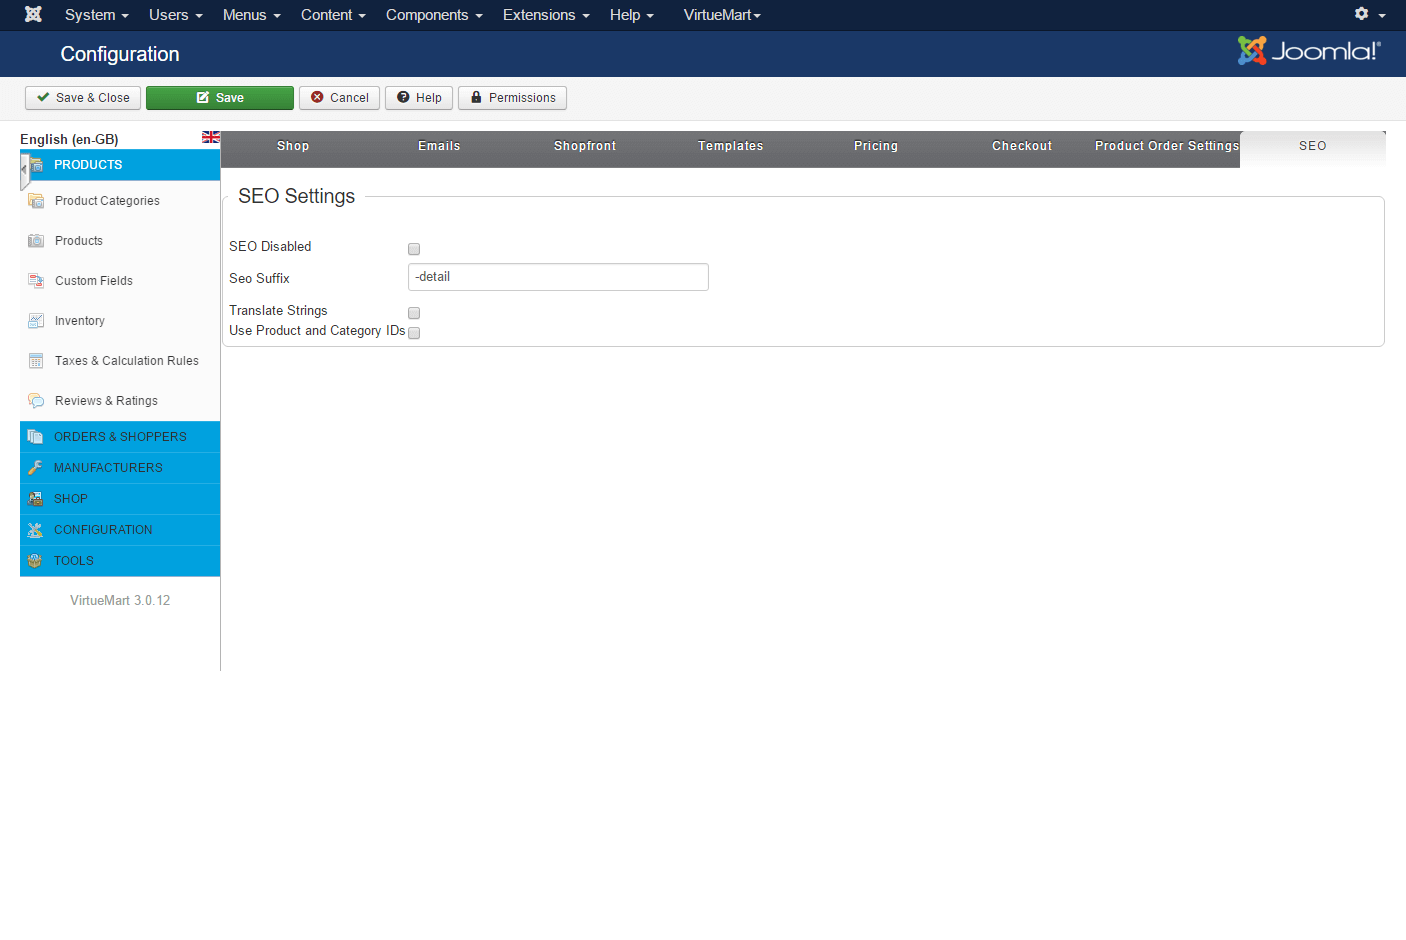 System Users Menus Content Components Extensions Help VirtueMart
Configuration
Joomla!®
Save & Close Save Cancel Help Permissions
English (en-GB)
Shop Emails Shopfront Templates Pricing Checkout Product Order Settings SEO
PRODUCTS
Product Categories
Products
Custom Fields
Inventory
Taxes & Calculation Rules
Reviews & Ratings
ORDERS & SHOPPERS
MANUFACTURERS
SHOP
CONFIGURATION
TOOLS
VirtueMart 3.0.12
SEO Settings
SEO Disabled
Seo Suffix -detail
Translate Strings
Use Product and Category IDs